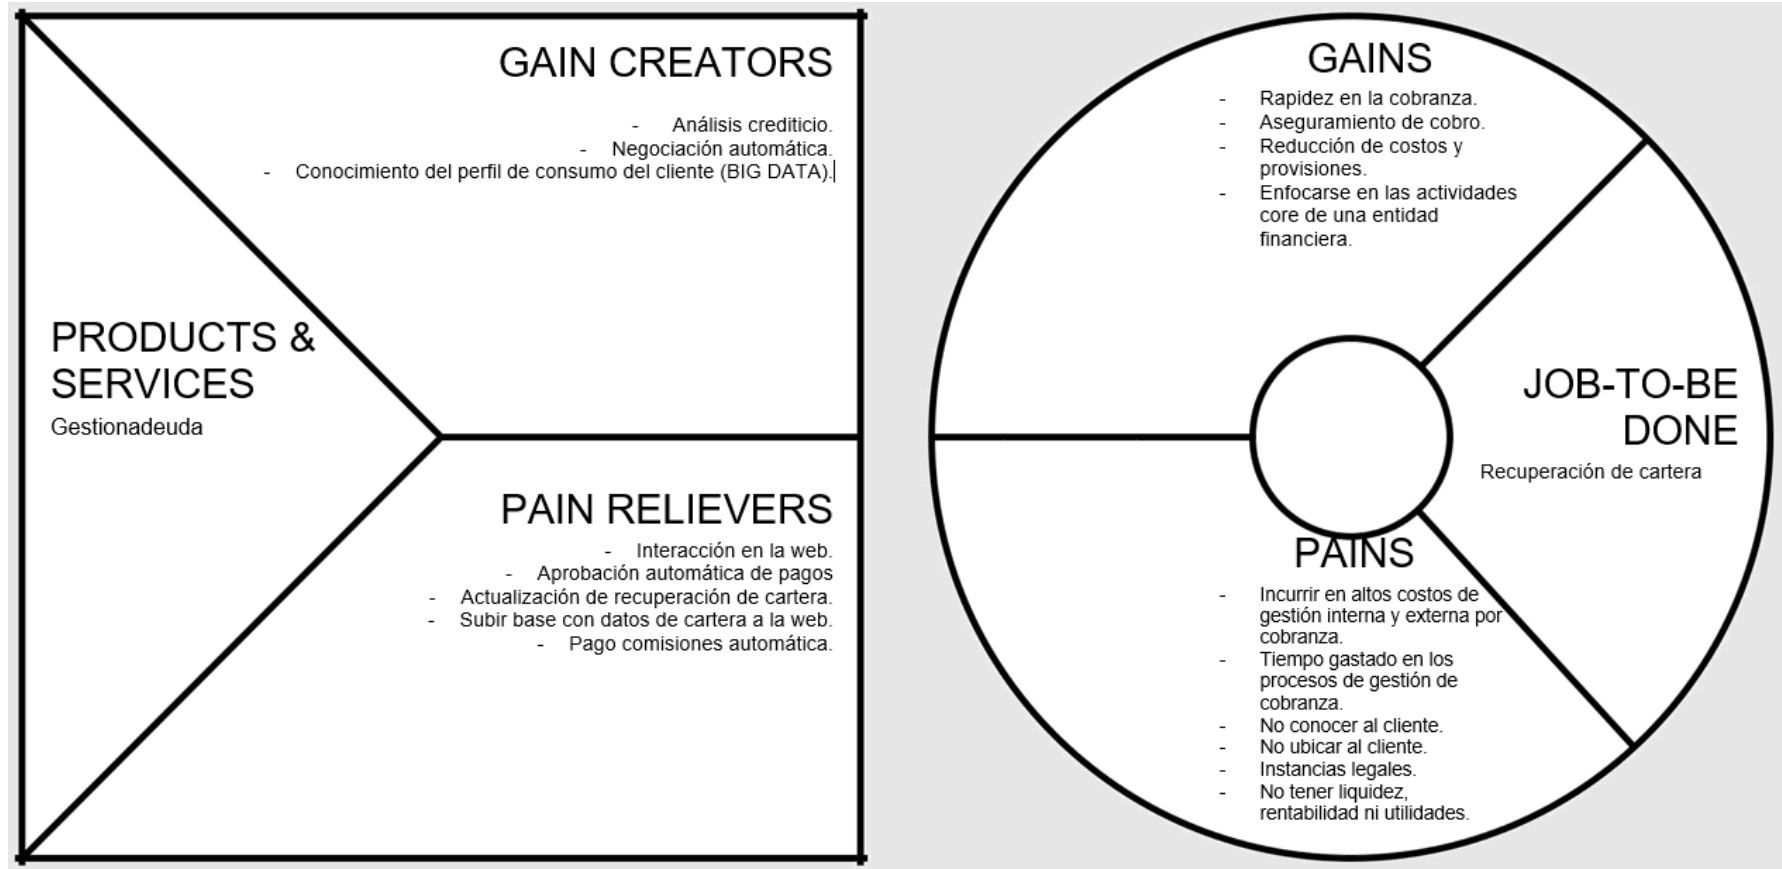 GAIN CREATORS
- Análisis crediticio.
- Negociación automática.
- Conocimiento del perfil de consumo del cliente (BIG DATA).
PRODUCTS &
SERVICES
Gestionadeuda
PAIN RELIEVERS
- Interacción en la web.
- Aprobación automática de pagos
- Actualización de recuperación de cartera.
- Subir base con datos de cartera a la web.
- Pago comisiones automática.
GAINS
- Rapidez en la cobranza.
- Aseguramiento de cobro.
- Reducción de costos y
provisiones.
- Enfocarse en las actividades
core de una entidad
financiera.
JOB-TO-BE
DONE
Recuperación de cartera
PAINS
- Incurrir en altos costos de
gestión interna y externa por
cobranza.
- Tiempo gastado en los
procesos de gestión de
cobranza.
- No conocer al cliente.
- No ubicar al cliente.
- Instancias legales.
- No tener liquidez,
rentabilidad ni utilidades.